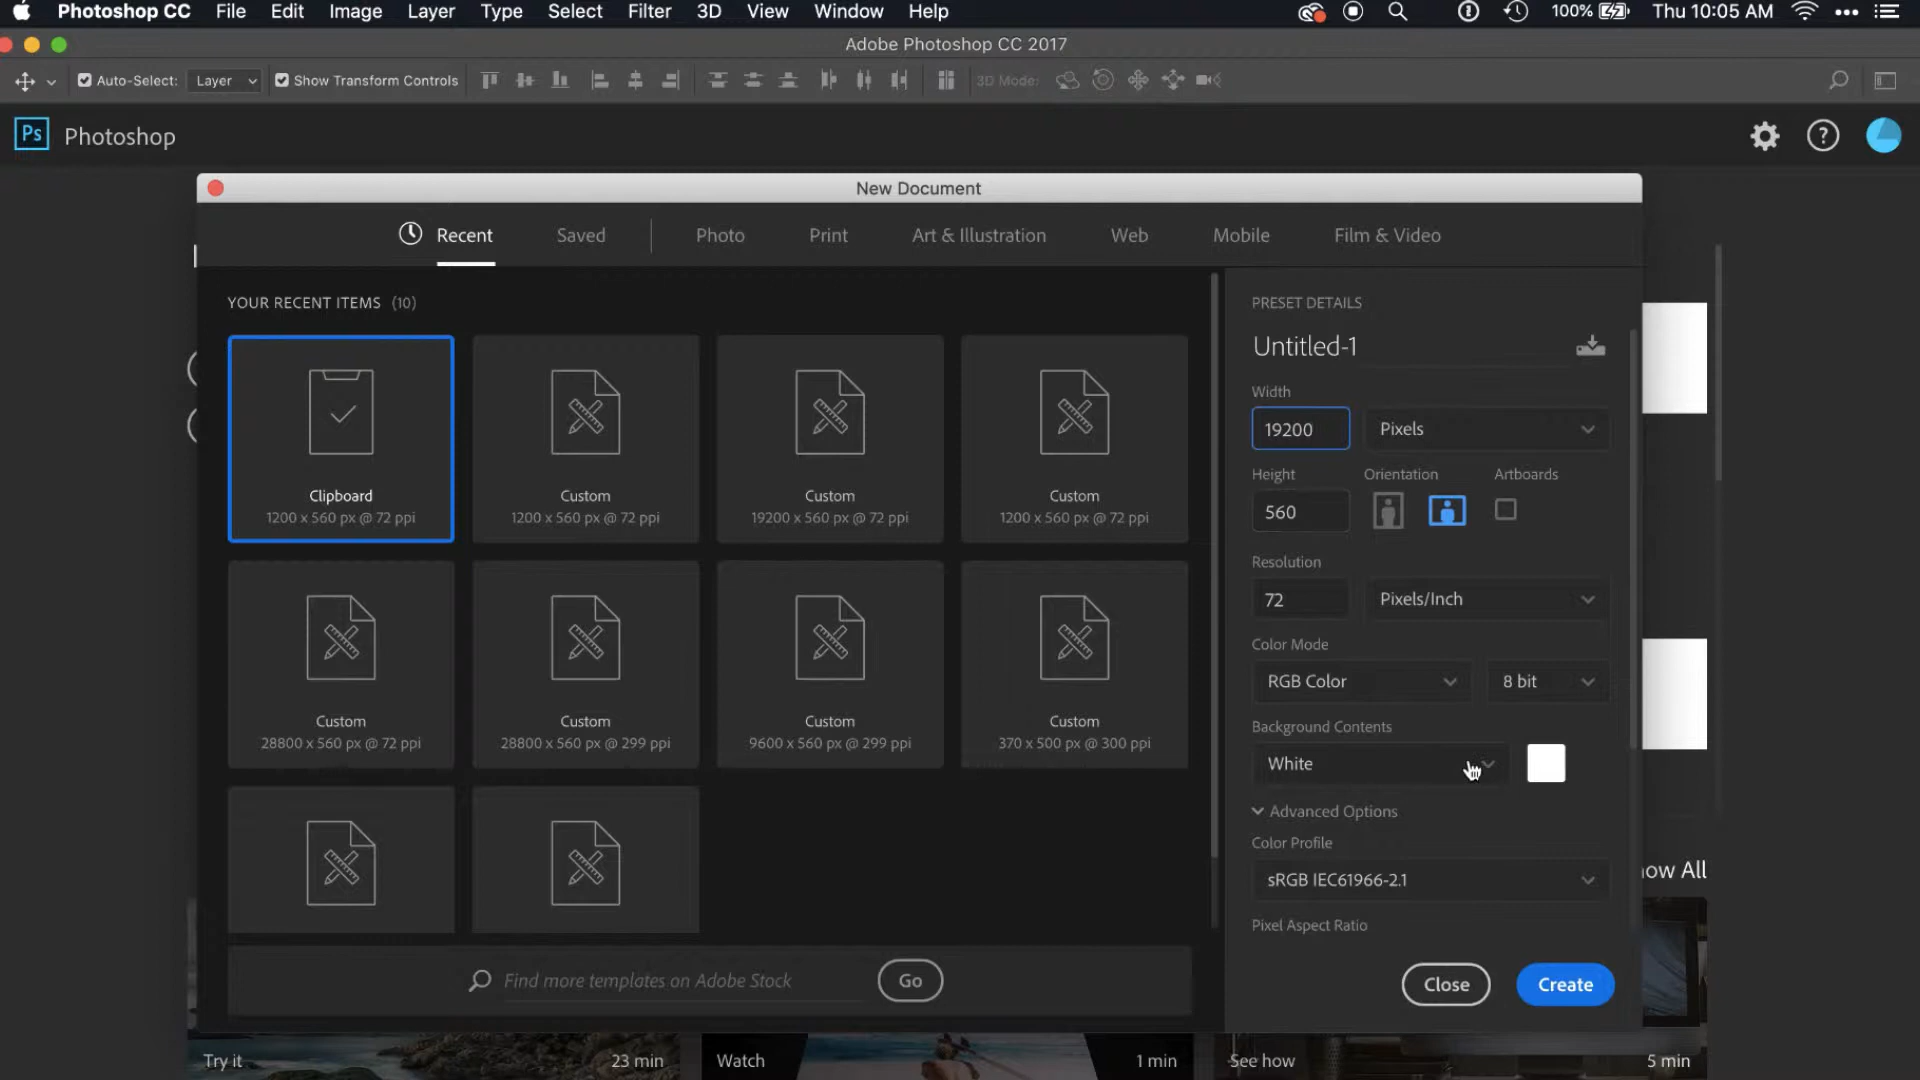 Photoshop CC File Edit Image Layer Type Select Filter 3D View Window Help 100% Thu 10:05 AM
Adobe Photoshop CC 2017
Auto-Select: Layer Show Transform Controls 3D Mode:
Ps Photoshop
New Document
Recent Saved Photo Print Art & Illustration Web Mobile Film & Video
YOUR RECENT ITEMS (10)
Clipboard
1200 x 560 px @ 72 ppi
Custom
1200 x 560 px @ 72 ppi
Custom
19200 x 560 px @ 72 ppi
Custom
1200 x 560 px @ 72 ppi
Custom
28800 x 560 px @ 72 ppi
Custom
28800 x 560 px @ 299 ppi
Custom
9600 x 560 px @ 299 ppi
Custom
370 x 500 px @ 300 ppi
Find more templates on Adobe Stock Go
PRESET DETAILS
Untitled-1
Width
19200 Pixels
Height Orientation Artboards
560
Resolution
72 Pixels/Inch
Color Mode
RGB Color 8 bit
Background Contents
White
Advanced Options
Color Profile
sRGB IEC61966-2.1
Pixel Aspect Ratio
Close Create
ow All
Try it 23 min Watch 1 min See how 5 min